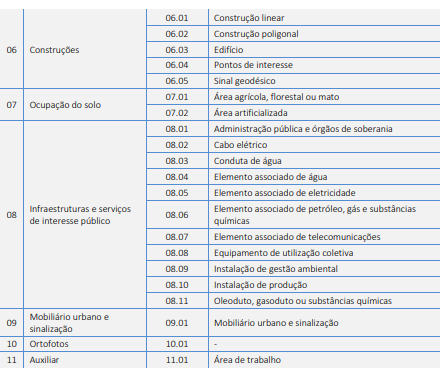 06.01 Construção linear
06.02 Construção poligonal
06 Construções 06.03 Edifício
06.04 Pontos de interesse
06.05 Sinal geodésico
07 Ocupação do solo 07.01 Área agrícola, florestal ou mato
07.02 Área artificializada
08.01 Administração pública e órgãos de soberania
08.02 Cabo elétrico
08.03 Conduta de água
08.04 Elemento associado de água
08.05 Elemento associado de eletricidade
08 Infraestruturas e serviços
de interesse público
08.06 Elemento associado de petróleo, gás e substâncias
químicas
08.07 Elemento associado de telecomunicações
08.08 Equipamento de utilização coletiva
08.09 Instalação de gestão ambiental
08.10 Instalação de produção
08.11 Oleoduto, gasoduto ou substâncias químicas
09 Mobiliário urbano e
sinalização
09.01 Mobiliário urbano e sinalização
10 Ortofotos 10.01 -
11 Auxiliar 11.01 Área de trabalho